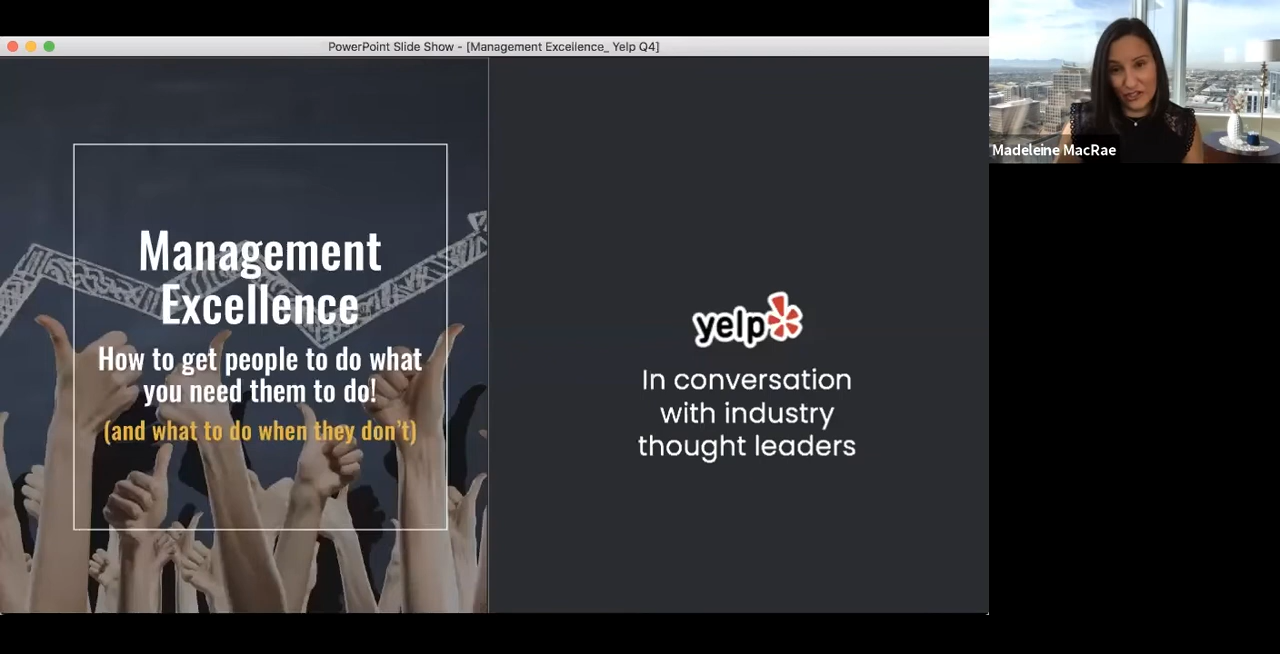 PowerPoint Slide Show - [Management Excellence_ Yelp Q4]
Management
Excellence
How to get people to do what
you need them to do!
(and what to do when they don't)
yelp
In conversation
with industry
thought leaders
Madeleine MacRae